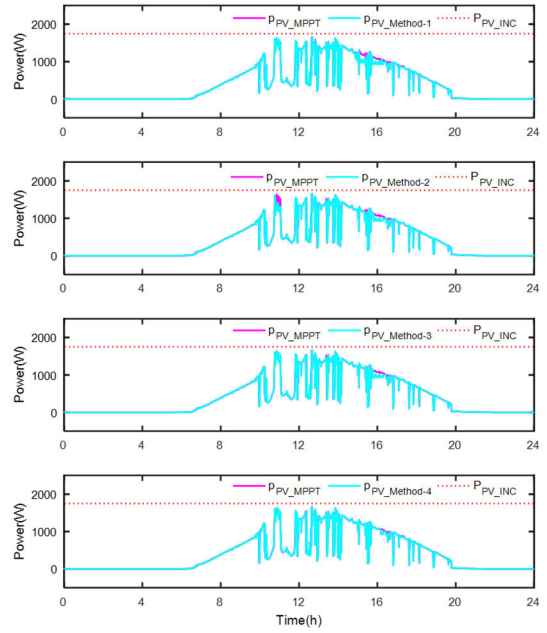 p_PV_MPPT p_PV_Method-1 P_PV_INC
2000
1000
0
Power(W)
0 4 8 12 16 20 24
p_PV_MPPT p_PV_Method-2 P_PV_INC
2000
1000
0
Power(W)
0 4 8 12 16 20 24
p_PV_MPPT p_PV_Method-3 P_PV_INC
2000
1000
0
Power(W)
0 4 8 12 16 20 24
p_PV_MPPT p_PV_Method-4 P_PV_INC
2000
1000
0
Power(W)
0 4 8 12 16 20 24
Time(h)